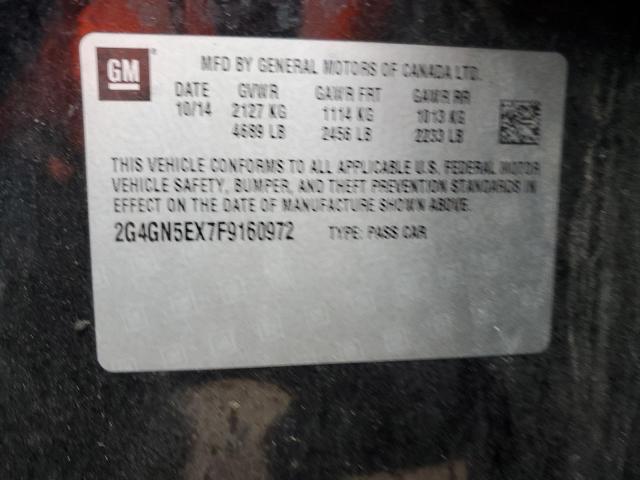 GM
MFD BY GENERAL MOTORS OF CANADA LTD.
DATE GVWR GAWR FRT GAWR RR
10/14 2127 KG 1114 KG 1013 KG
4689 LB 2456 LB 2233 LB
THIS VEHICLE CONFORMS TO ALL APPLICABLE U.S. FEDERAL MOTOR
VEHICLE SAFETY, BUMPER, AND THEFT PREVENTION STANDARDS IN
EFFECT ON THE DATE OF MANUFACTURE SHOWN ABOVE.
2G4GN5EX7F9160972 TYPE: PASS CAR